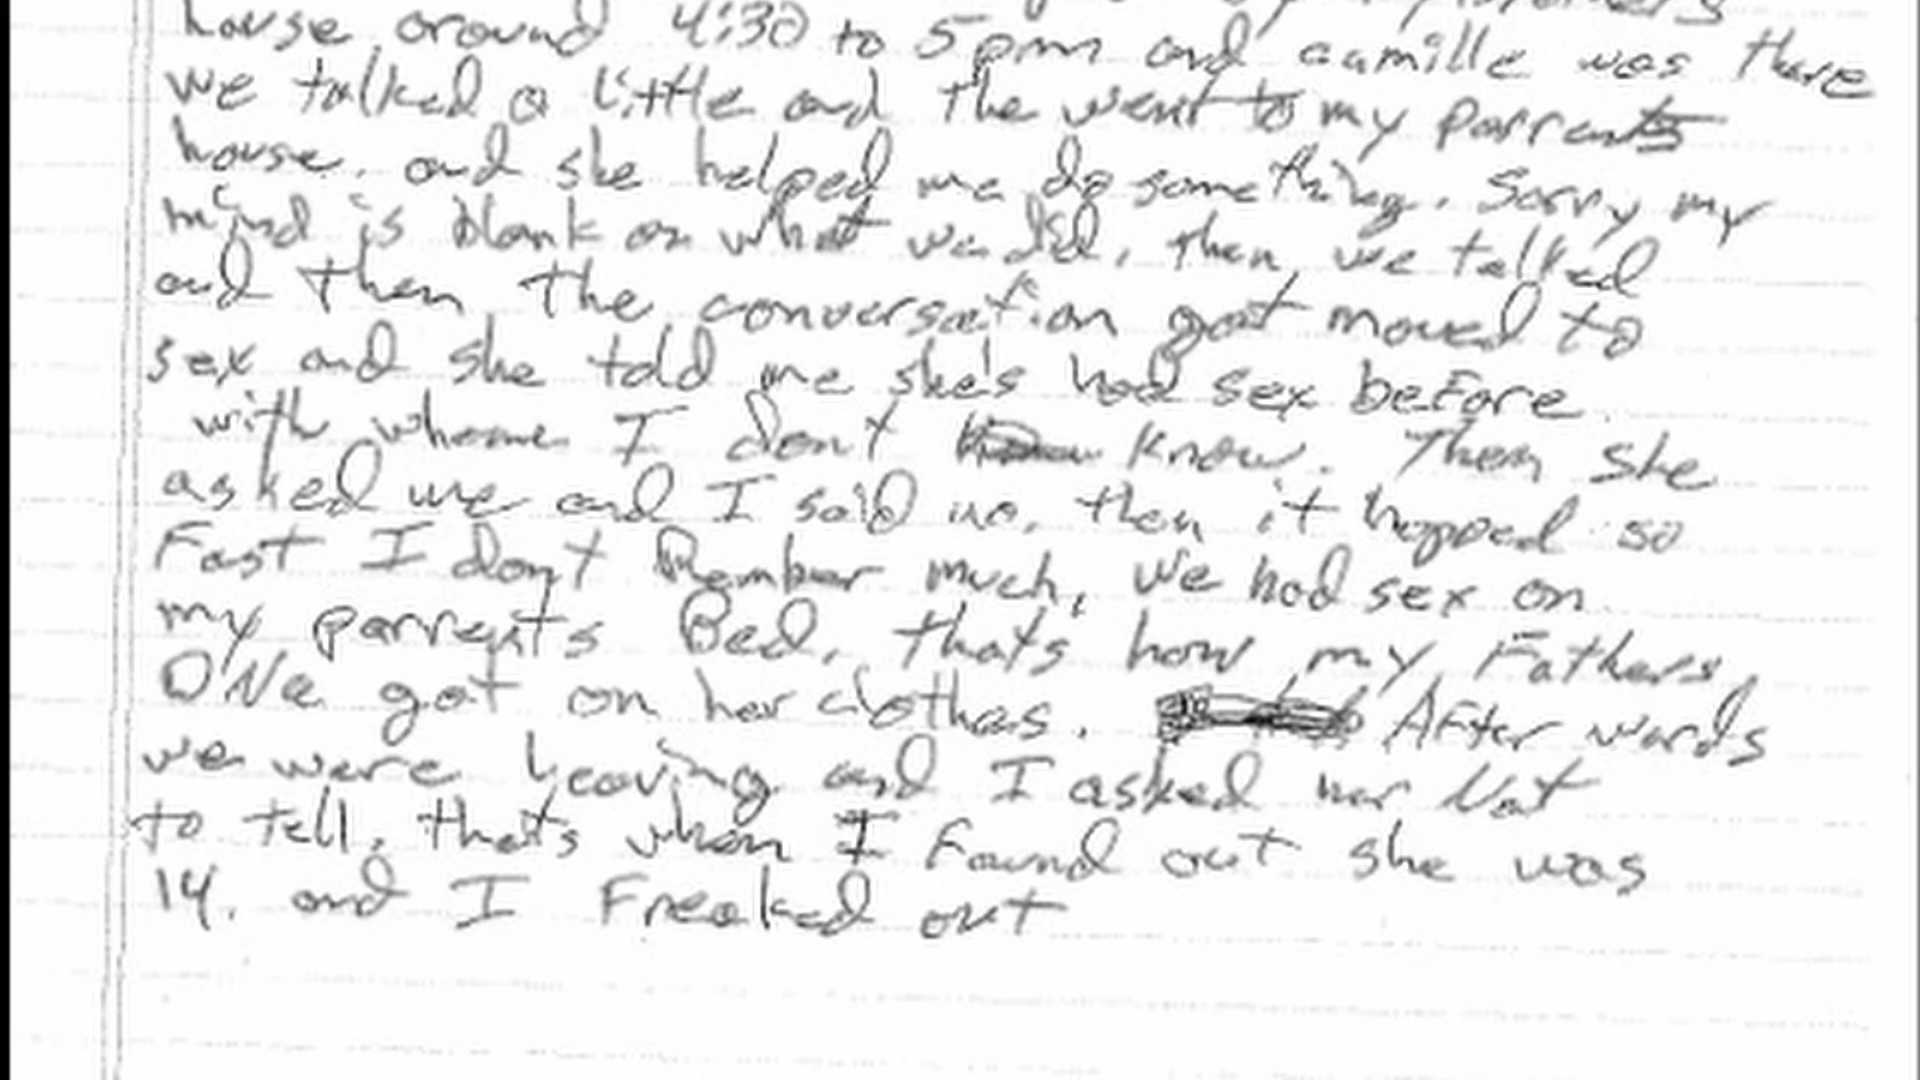 house around 4:30 to 5pm and camille was there
we talked a little and the went to my parrents
house. and she helped me do something. Sorry my
mind is blank on what we did, then we talked
and then the conversation got moved to
sex and she told me she's had sex before
with whome I don't know. Then she
asked me and I said no. then it happed so
Fast I don't Rember much, we had sex on
my parrents Bed. thats how my Fathers
DNa got on her clothes. AFter words
we were leaving and I asked her Not
to tell. thats when I Found out she was
14. and I Freaked out